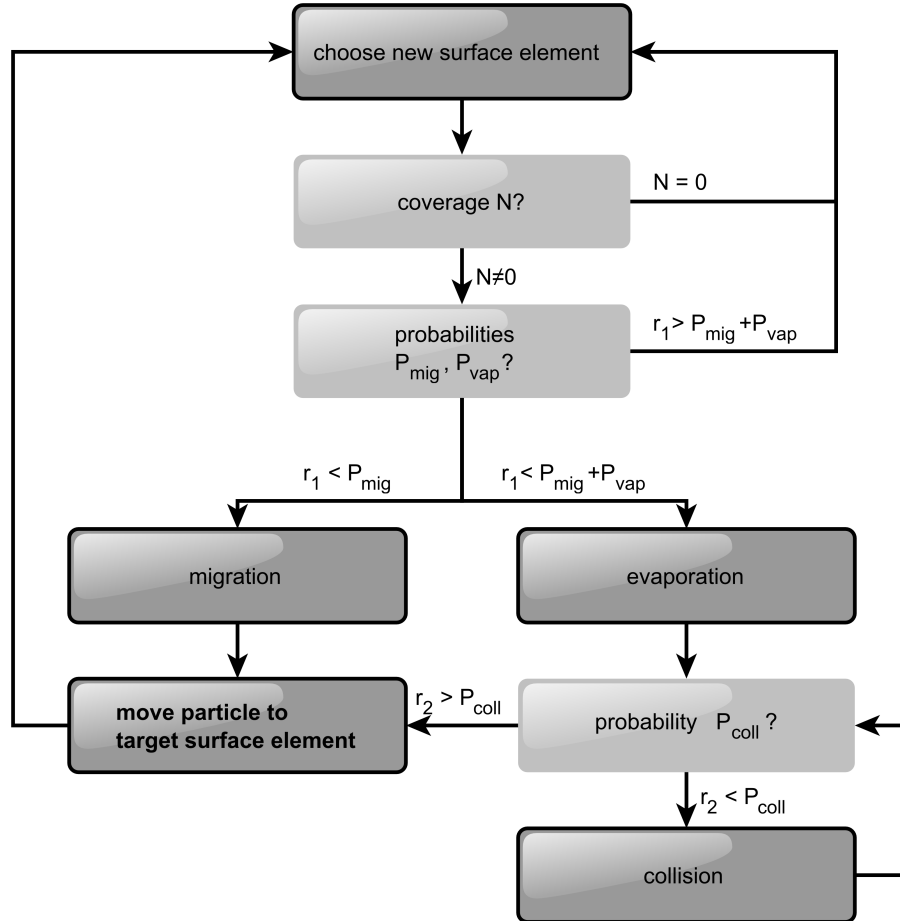 choose new surface element
coverage N?
N = 0
N≠0
probabilities
P_mig , P_vap ?
r_1 > P_mig +P_vap
r_1 < P_mig
r_1 < P_mig +P_vap
migration
evaporation
move particle to
target surface element
r_2 > P_coll
probability P_coll ?
r_2 < P_coll
collision